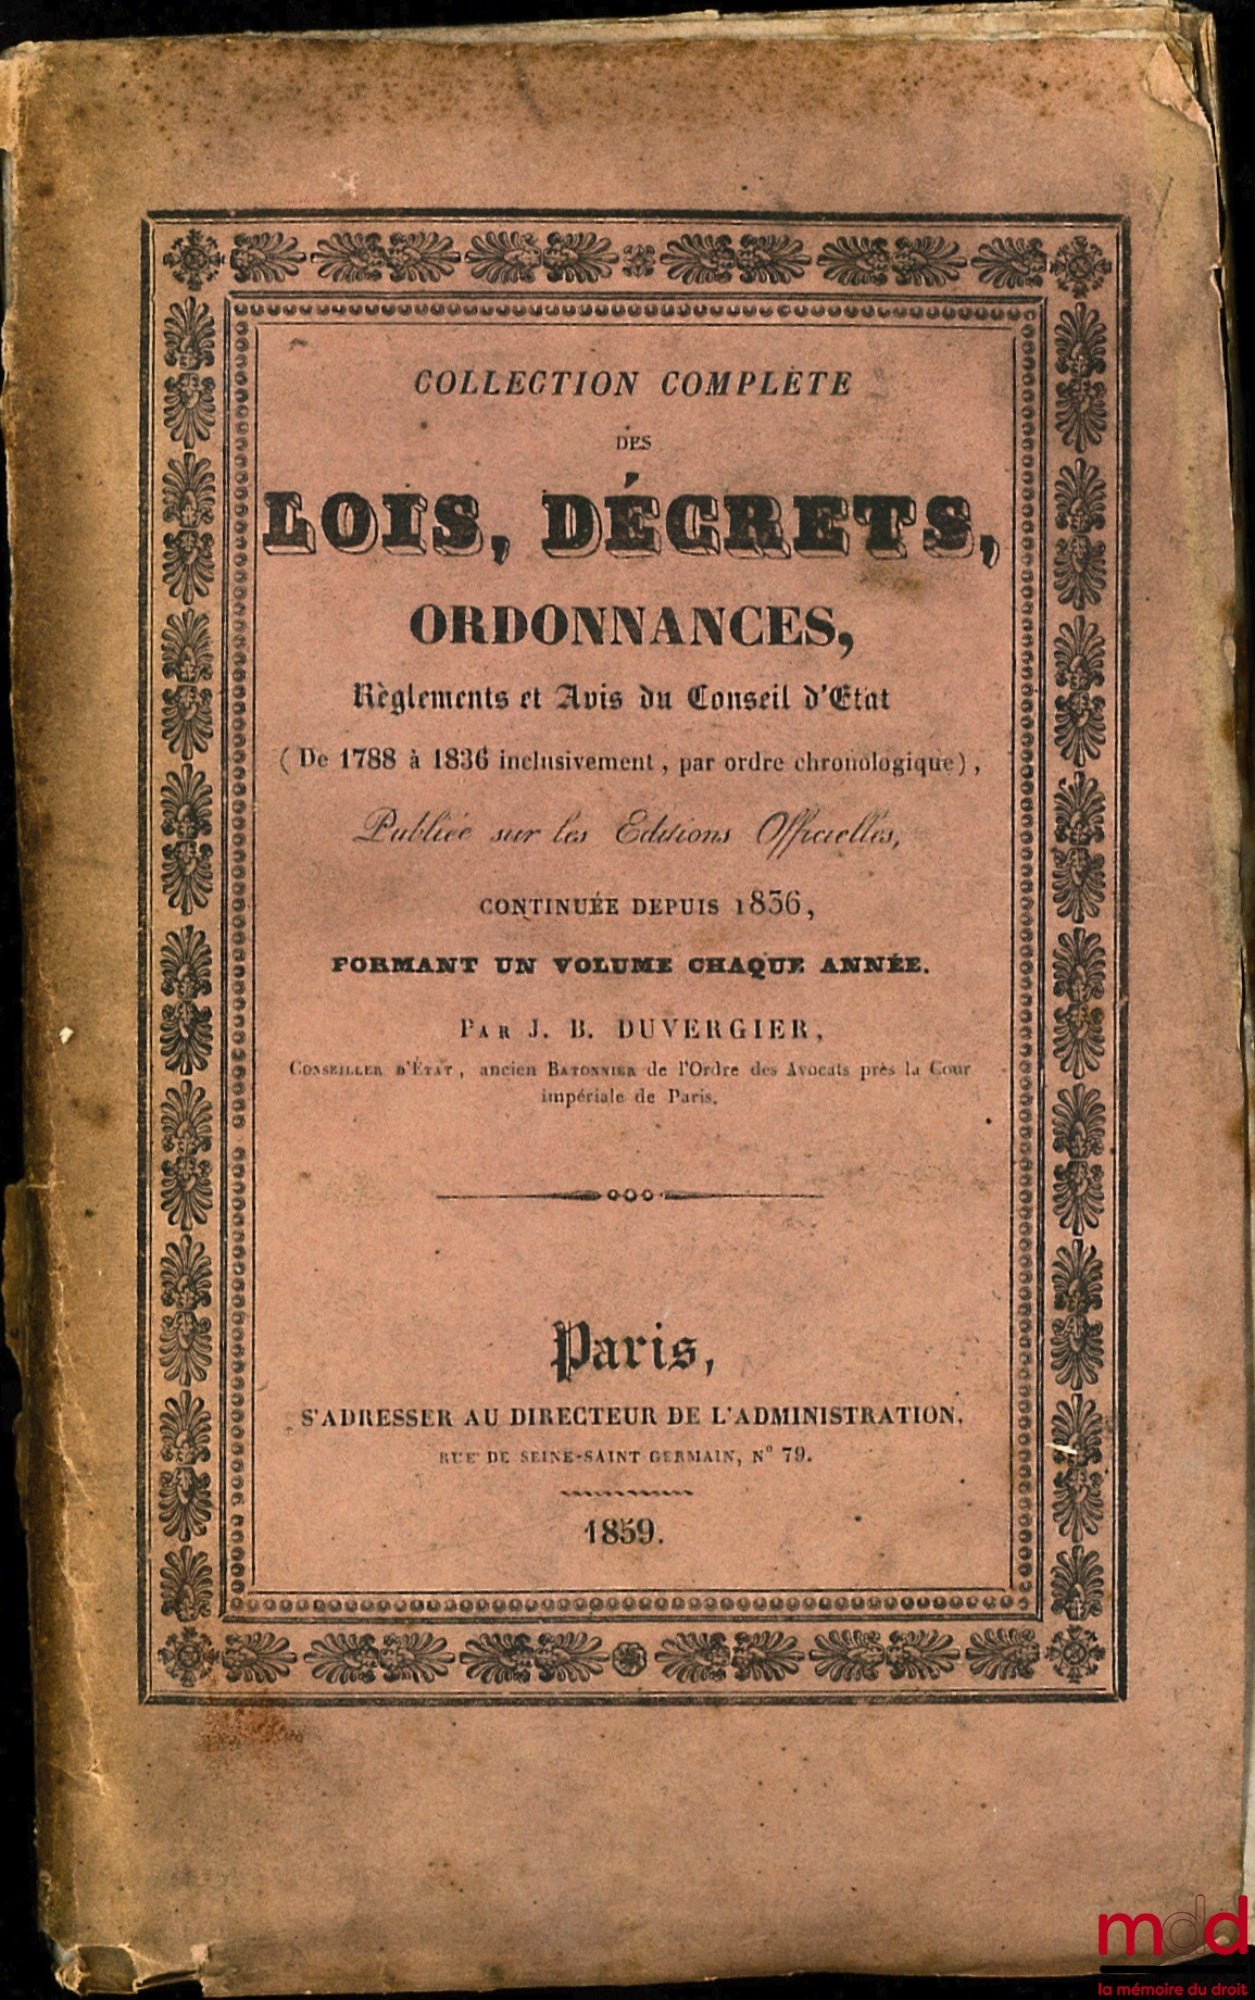 COLLECTION COMPLÈTE
DES
LOIS, DÉCRETS,
ORDONNANCES,
Règlements et Avis du Conseil d'Etat
(De 1788 à 1836 inclusivement, par ordre chronologique),
Publiée sur les Editions Officielles,
CONTINUÉE DEPUIS 1836,
FORMANT UN VOLUME CHAQUE ANNÉE.
PAR J. B. DUVERGIER,
CONSEILLER D'ÉTAT, ancien BATONNIER de l'Ordre des Avocats près la Cour
impériale de Paris.
Paris,
S'ADRESSER AU DIRECTEUR DE L'ADMINISTRATION,
RUE DE SEINE-SAINT GERMAIN, N° 79.
1859.
mdd
la mémoire du droit